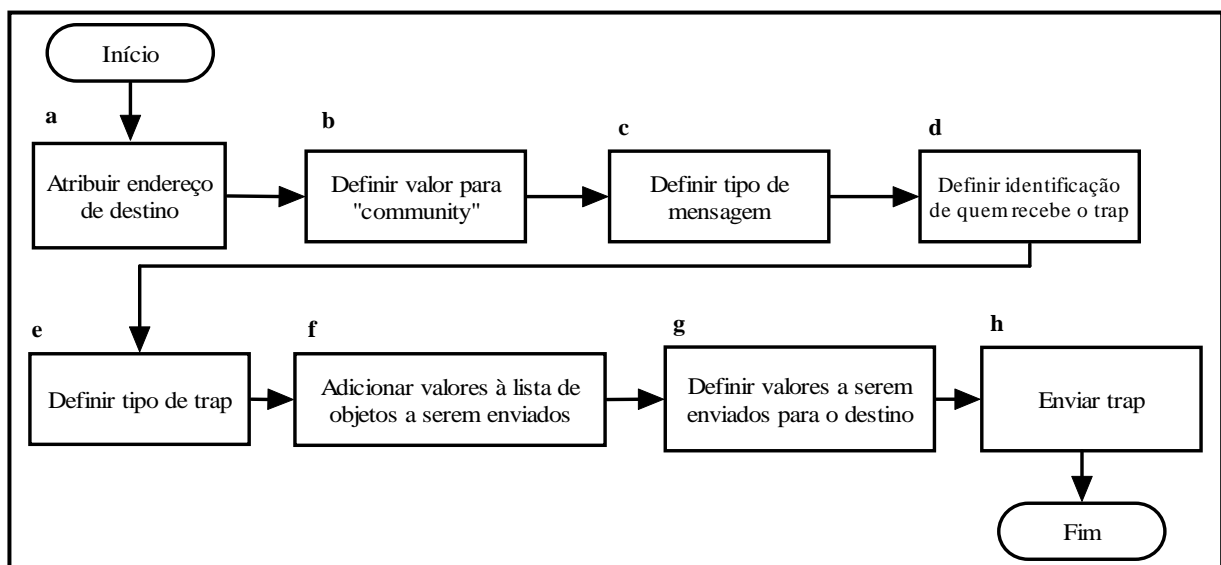 Início
a
Atribuir endereço
de destino
b
Definir valor para
"community"
c
Definir tipo de
mensagem
d
Definir identificação
de quem recebe o trap
e
Definir tipo de trap
f
Adicionar valores à lista de
objetos a serem enviados
g
Definir valores a serem
enviados para o destino
h
Enviar trap
Fim